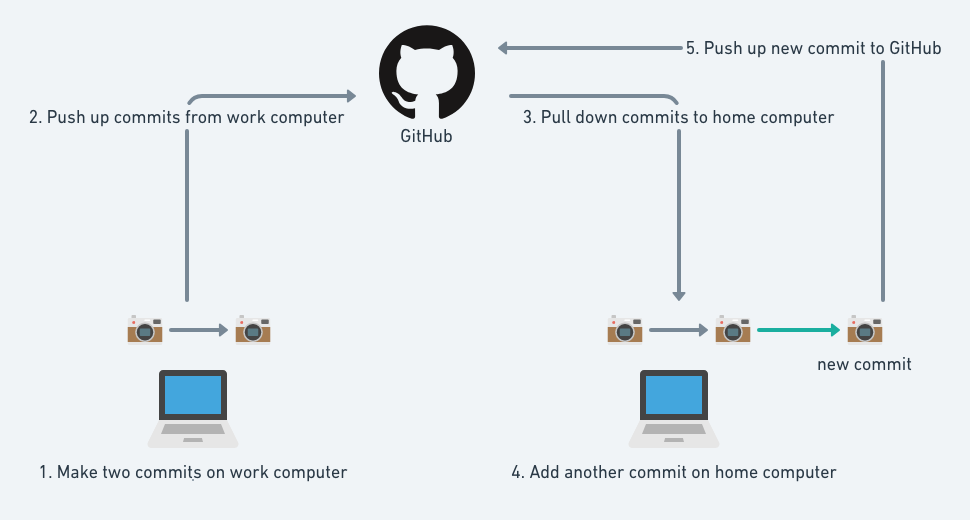 5. Push up new commit to GitHub
2. Push up commits from work computer
GitHub
3. Pull down commits to home computer
new commit
1. Make two commits on work computer
4. Add another commit on home computer